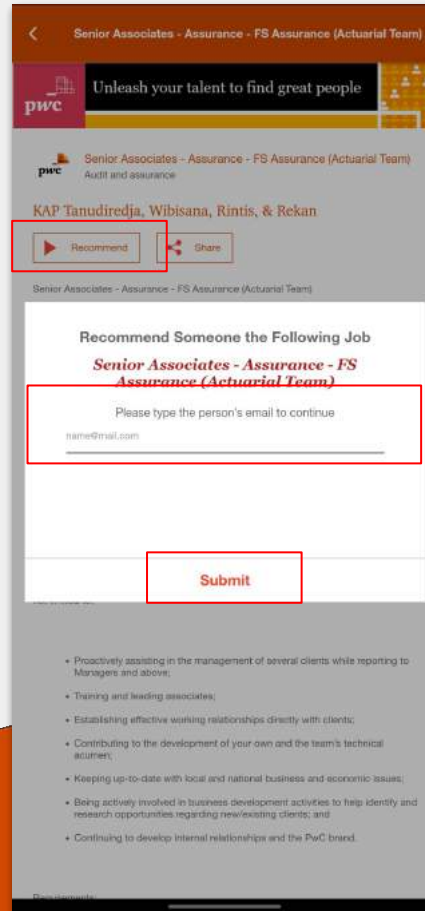 Senior Associates - Assurance - FS Assurance (Actuarial Team)
pwc
Unleash your talent to find great people
pwc
Senior Associates - Assurance - FS Assurance (Actuarial Team)
Audit and assurance
KAP Tanudiredja, Wibisana, Rintis, & Rekan
Recommend
Share
Senior Associates - Assurance - FS Assurance (Actuarial Team)
Recommend Someone the Following Job
Senior Associates - Assurance - FS
Assurance (Actuarial Team)
Please type the person's email to continue
name@mail.com
Submit
• Proactively assisting in the management of several clients while reporting to
Managers and above;
• Training and leading associates;
• Establishing effective working relationships directly with clients;
• Contributing to the development of your own and the team's technical
acumen;
• Keeping up-to-date with local and national business and economic issues;
• Being actively involved in business development activities to help identify and
research opportunities regarding new/existing clients; and
• Continuing to develop internal relationships and the PwC brand.
Requirements: